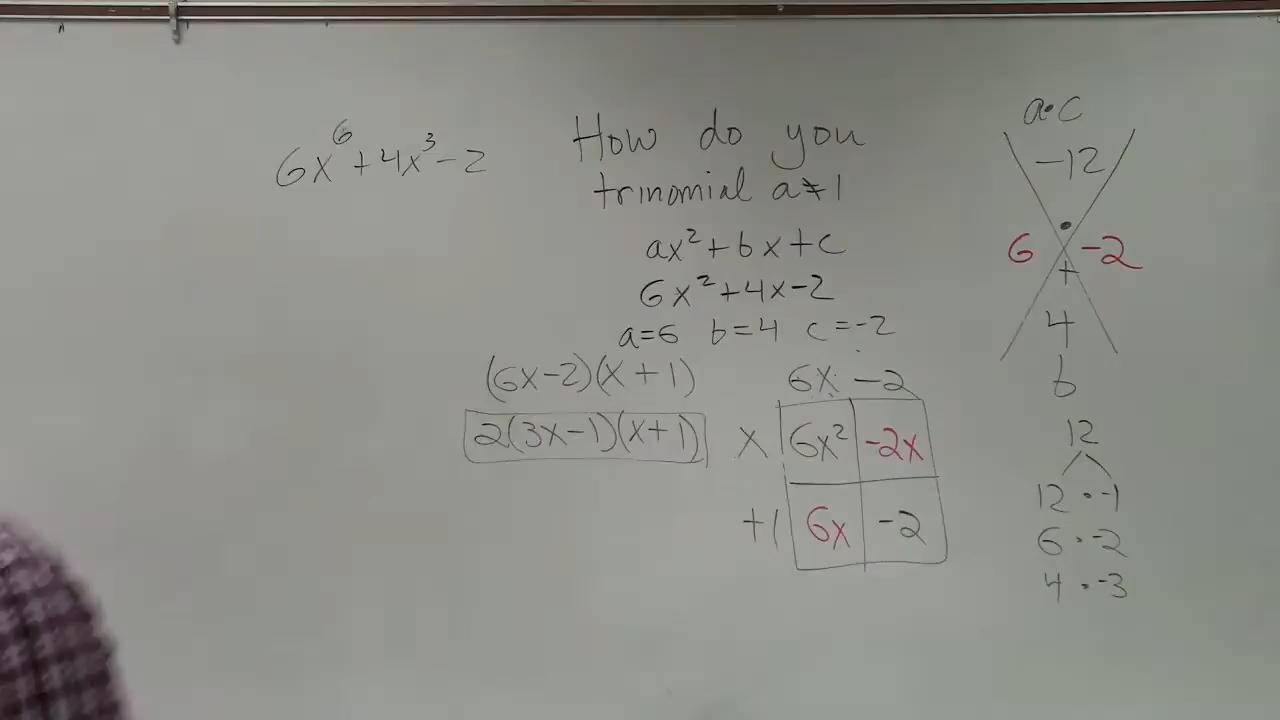 6x⁶+4x³-2
How do you
trinomial a≠1
ax²+bx+c
6x²+4x-2
a=6 b=4 c=-2
(6x-2)(x+1)
2(3x-1)(x+1)
6x -2
x 6x² -2x
+1 6x -2
a·c
-12
·
6 -2
+
4
b
12
12 · -1
6 · -2
4 · -3